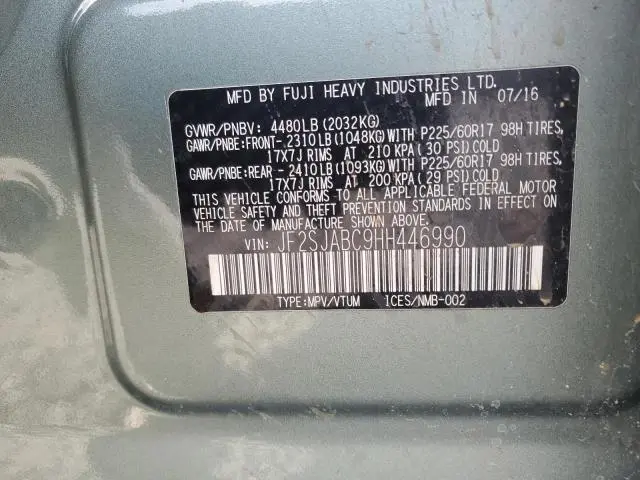 MFD BY FUJI HEAVY INDUSTRIES LTD.
MFD IN 07/16
GVWR/PNBV: 4480LB (2032KG)
GAWR/PNBE:FRONT- 2310LB (1048KG)WITH P225/60R17 98H TIRES,
17X7J RIMS AT 210 KPA (30 PSI)COLD
GAWR/PNBE:REAR - 2410LB (1093KG)WITH P225/60R17 98H TIRES,
17X7J RIMS AT 200 KPA (29 PSI)COLD
THIS VEHICLE CONFORMS TO ALL APPLICABLE FEDERAL MOTOR
VEHICLE SAFETY AND THEFT PREVENTION STANDARDS IN EFFECT ON
THE DATE OF MANUFACTURE SHOWN ABOVE.
VIN: JF2SJABC9HH446990
TYPE:MPV/VTUM ICES/NMB-002